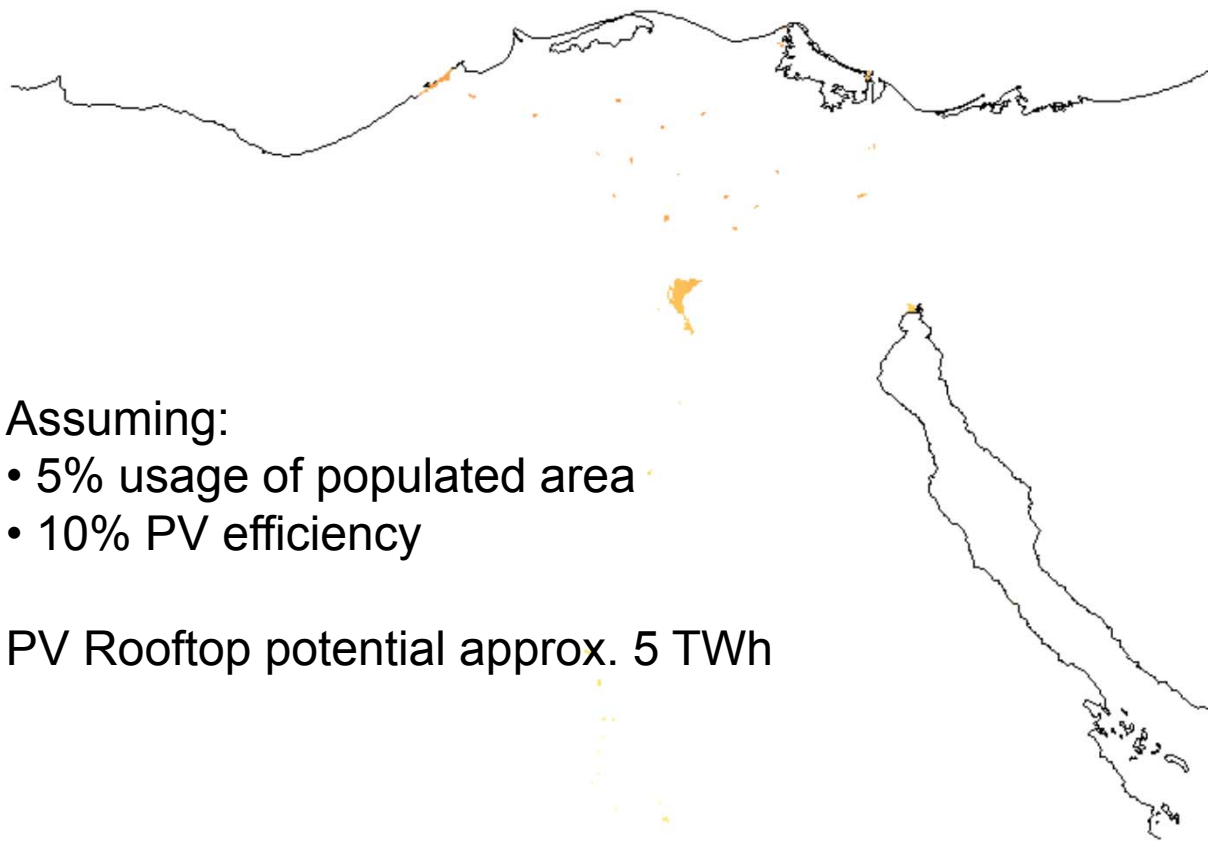 Assuming:
• 5% usage of populated area
• 10% PV efficiency
PV Rooftop potential approx. 5 TWh